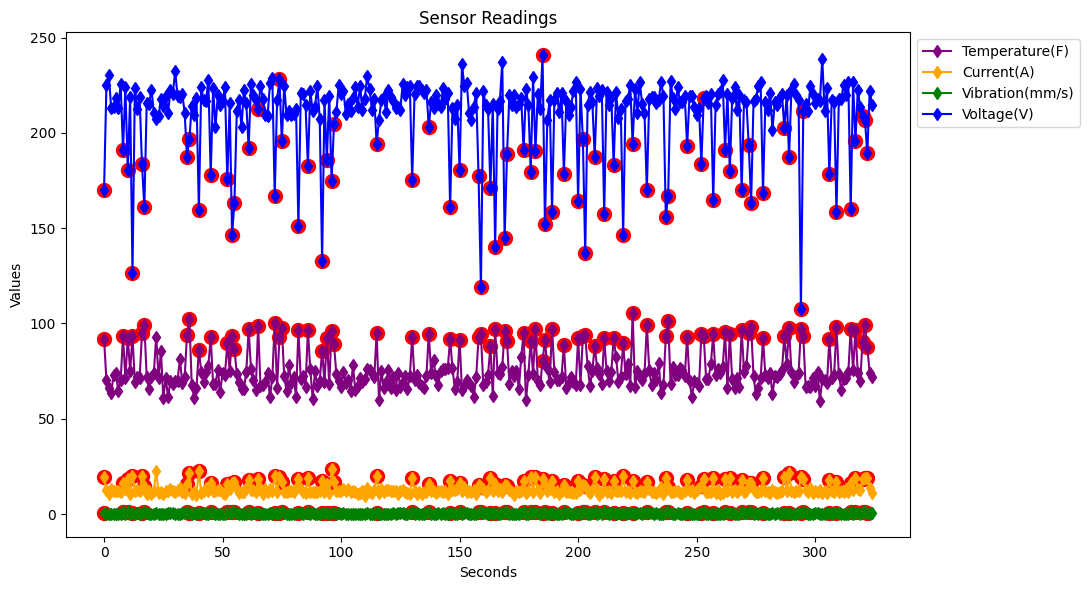 Sensor Readings
Temperature(F)
Current(A)
Vibration(mm/s)
Voltage(V)
Values
250
200
150
100
50
0
0 50 100 150 200 250 300
Seconds